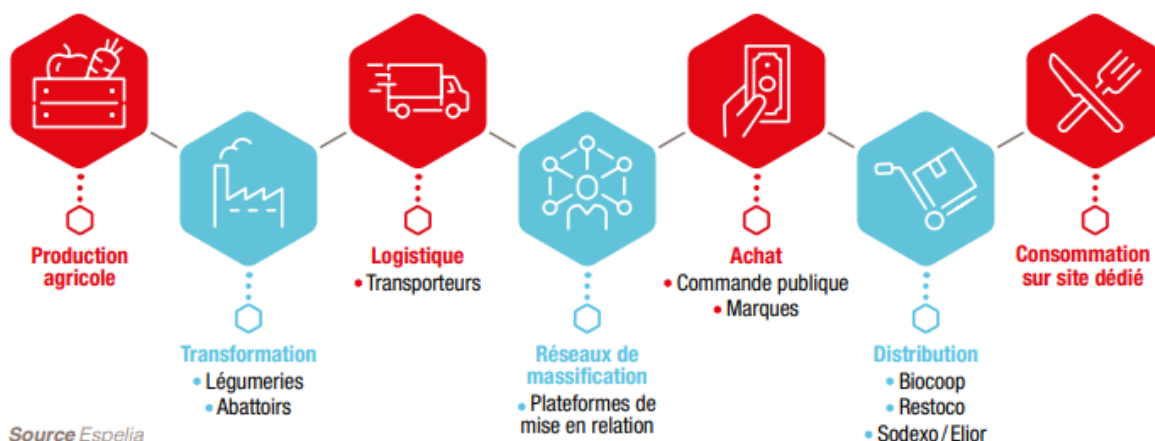 Production
agricole
Transformation
• Légumeries
• Abattoirs
Logistique
• Transporteurs
Réseaux de
massification
• Plateformes de
mise en relation
Achat
• Commande publique
• Marques
Distribution
• Biocoop
• Restoco
• Sodexo / Elior
Consommation
sur site dédié
Source Espelia